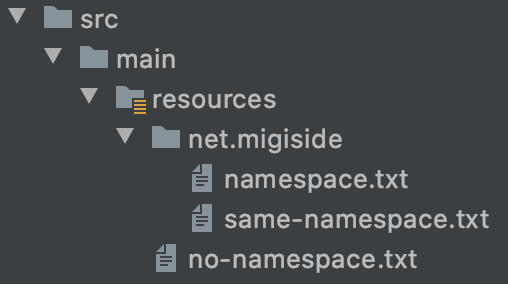 src
main
resources
net.migiside
namespace.txt
same-namespace.txt
no-namespace.txt